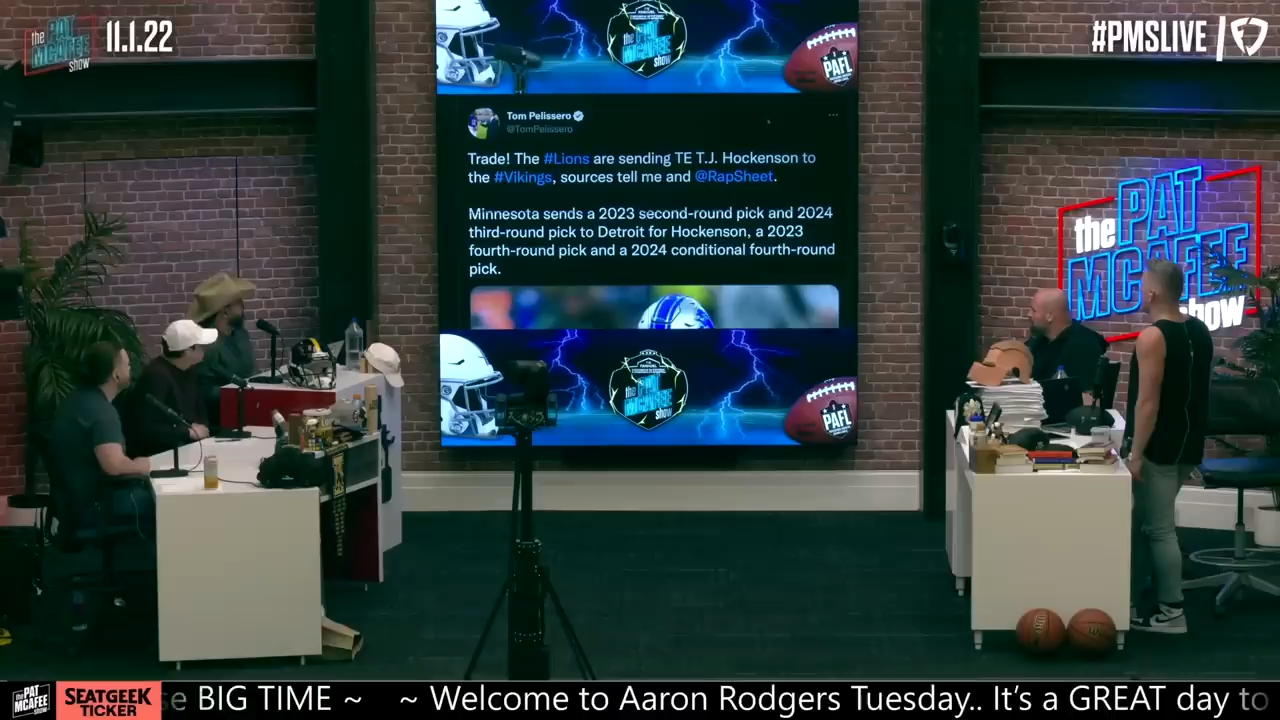 the PAT MCAFEE show
11.1.22
#PMSLIVE
the PAT MCAFEE show
PAFL
Tom Pelissero
@TomPelissero
Trade! The #Lions are sending TE T.J. Hockenson to
the #Vikings, sources tell me and @RapSheet.
Minnesota sends a 2023 second-round pick and 2024
third-round pick to Detroit for Hockenson, a 2023
fourth-round pick and a 2024 conditional fourth-round
pick.
the PAT MCAFEE show
PAFL
the PAT MCAFEE show
the PAT MCAFEE SHOW
SEATGEEK
TICKER
se BIG TIME ~ ~ Welcome to Aaron Rodgers Tuesday.. It's a GREAT day to